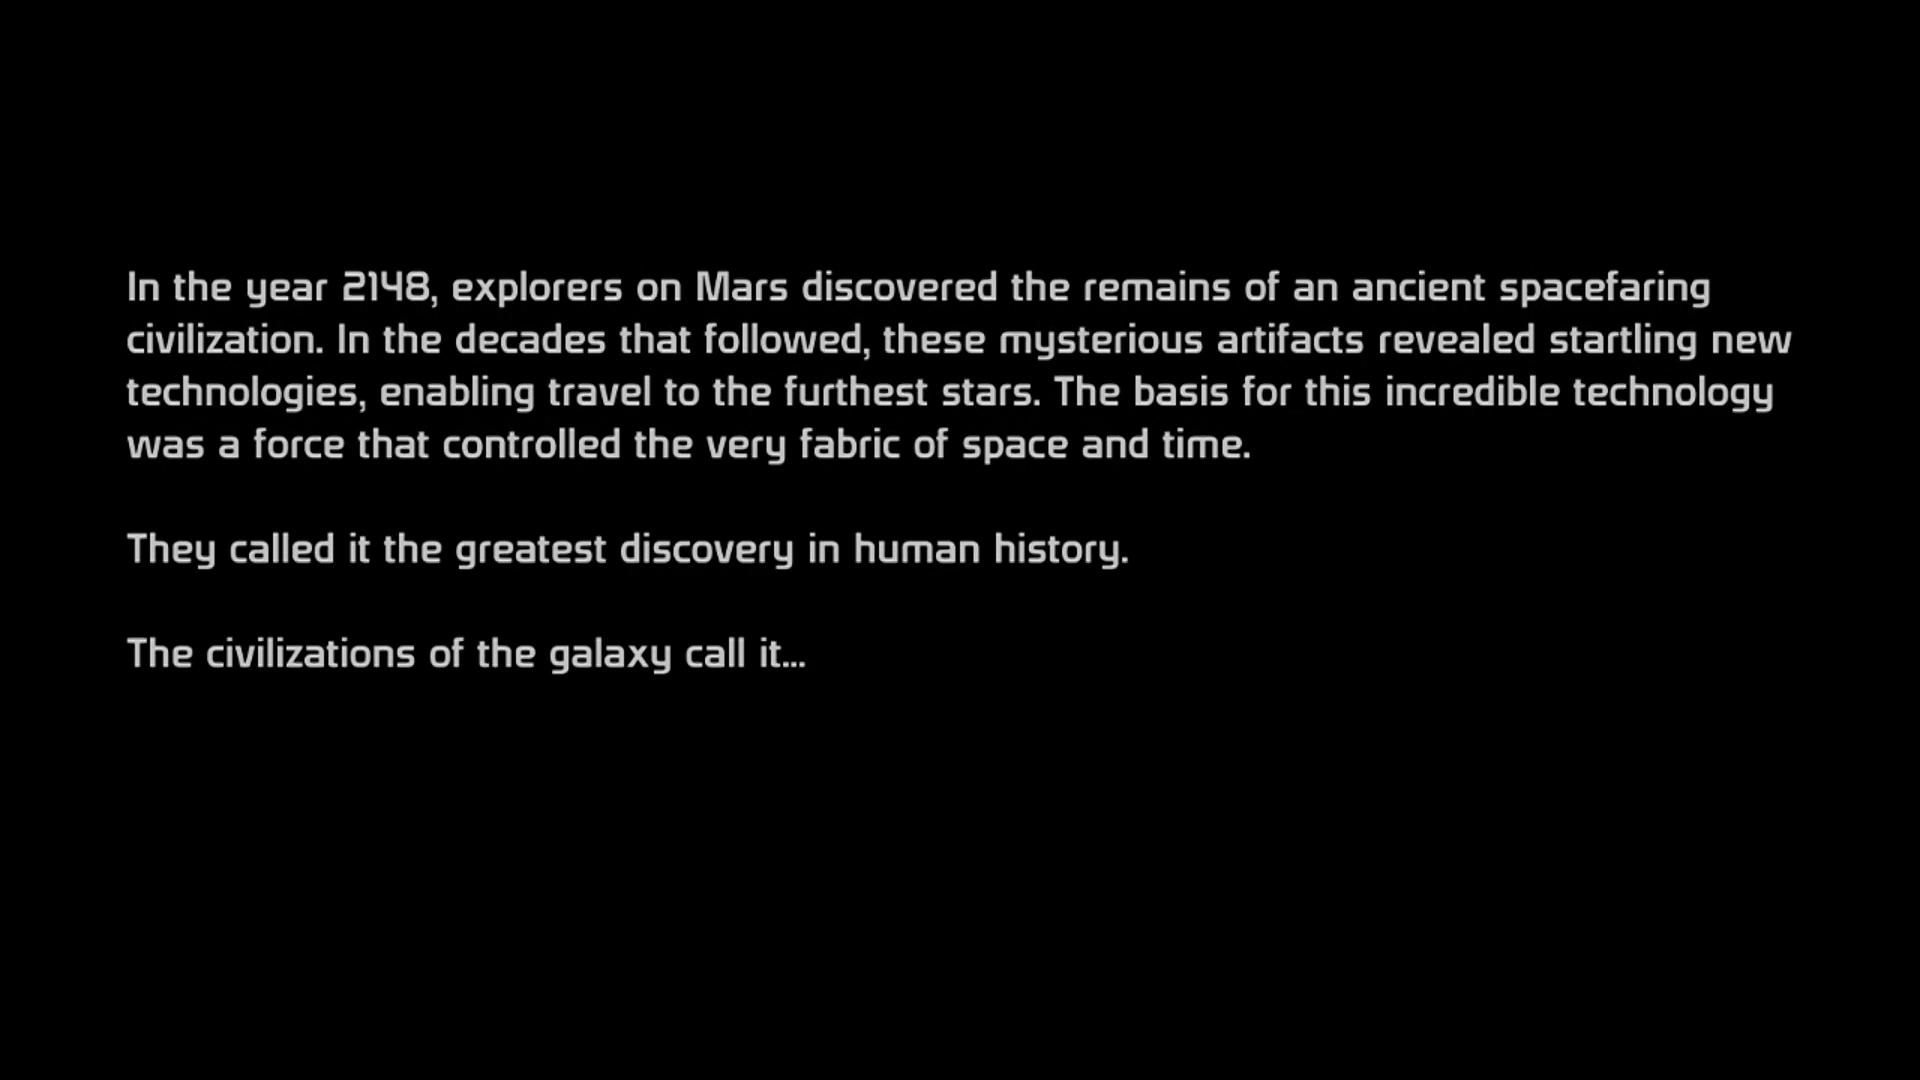 In the year 2148, explorers on Mars discovered the remains of an ancient spacefaring
civilization. In the decades that followed, these mysterious artifacts revealed startling new
technologies, enabling travel to the furthest stars. The basis for this incredible technology
was a force that controlled the very fabric of space and time.
They called it the greatest discovery in human history.
The civilizations of the galaxy call it...